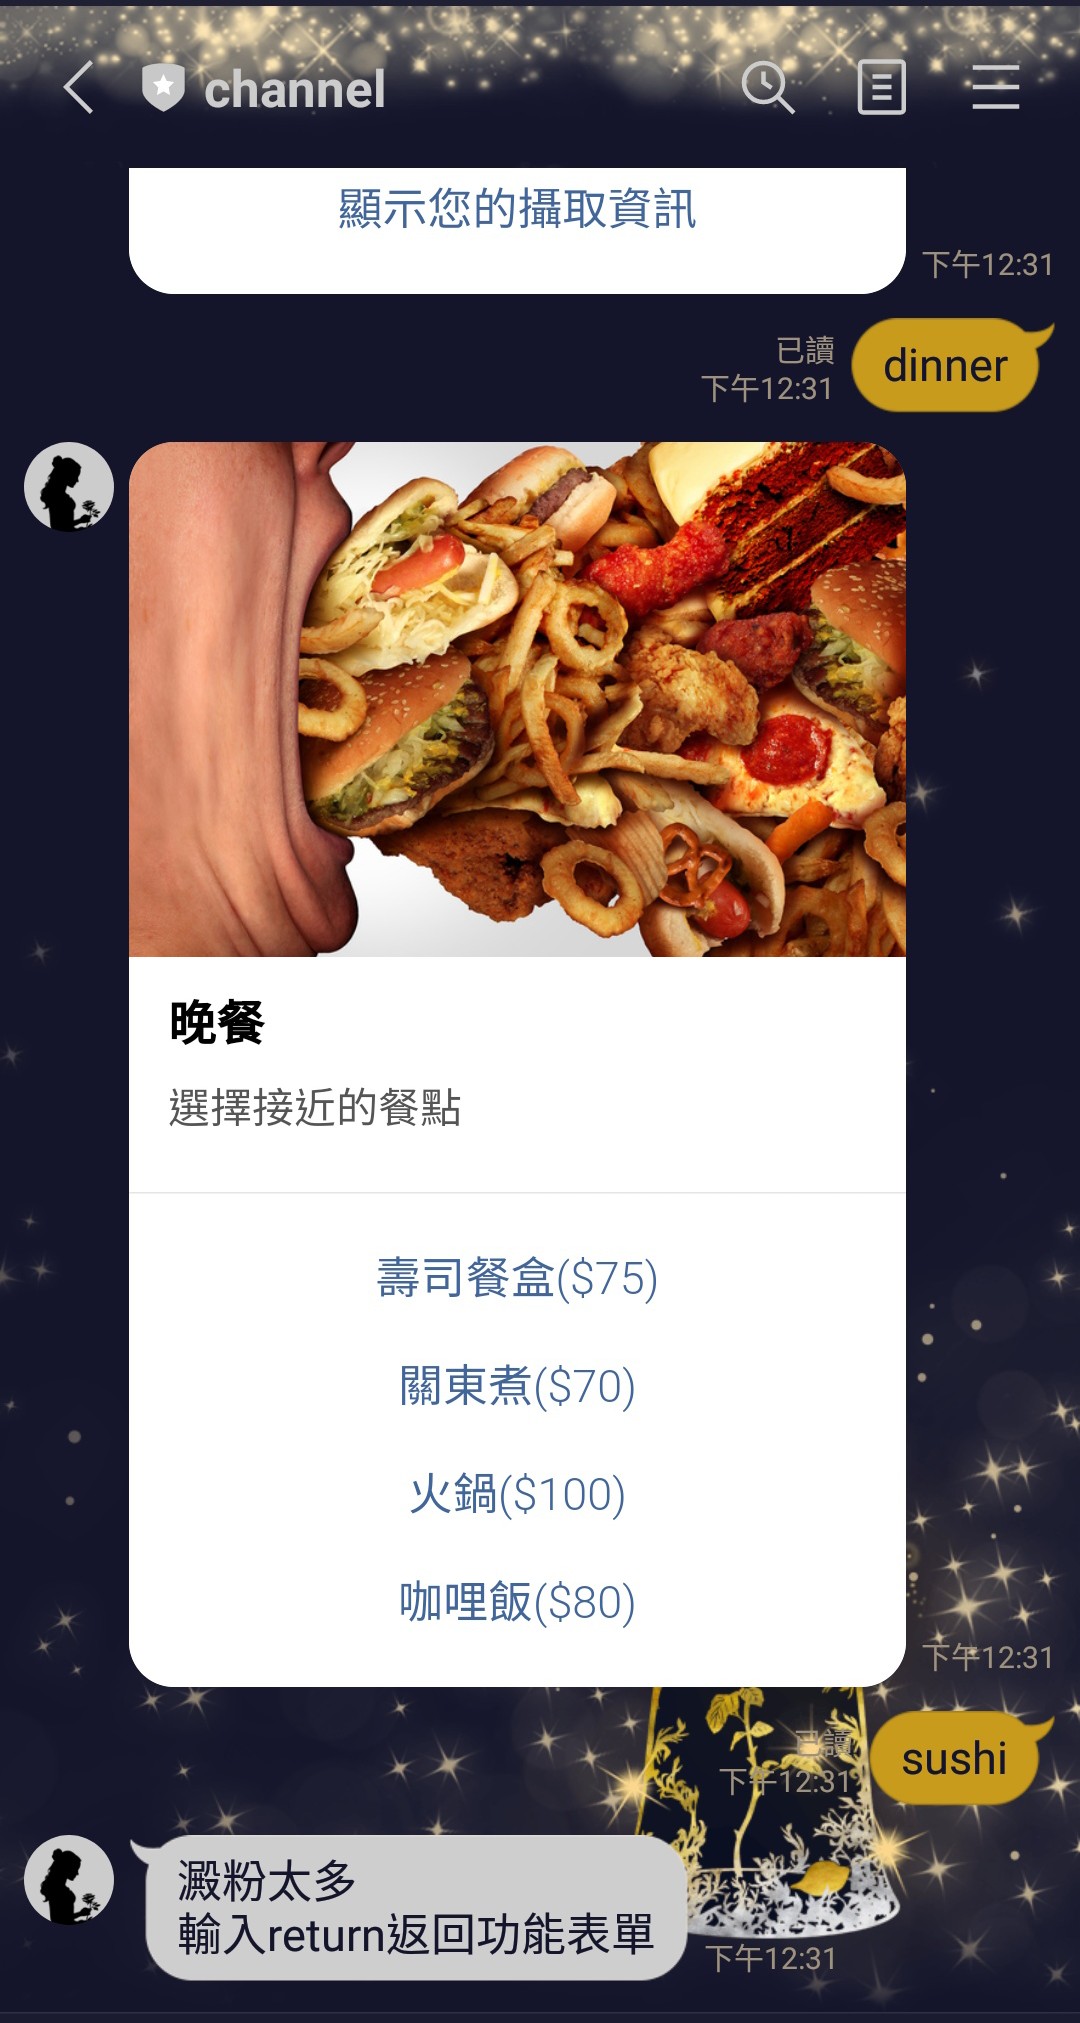 channel
顯示您的攝取資訊
下午12:31
已讀
下午12:31
dinner
晚餐
選擇接近的餐點
壽司餐盒($75)
關東煮($70)
火鍋($100)
咖哩飯($80)
下午12:31
已讀
下午12:31
sushi
澱粉太多
輸入return返回功能表單
下午12:31